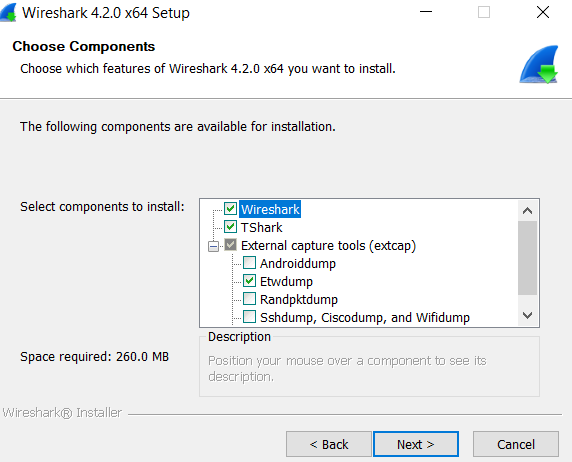 Wireshark 4.2.0 x64 Setup
Choose Components
Choose which features of Wireshark 4.2.0 x64 you want to install.
The following components are available for installation.
Select components to install:
Wireshark
TShark
External capture tools (extcap)
Androiddump
Etwdump
Randpktdump
Sshdump, Ciscodump, and Wifidump
Space required: 260.0 MB
Description
Position your mouse over a component to see its
description.
Wireshark® Installer
< Back
Next >
Cancel